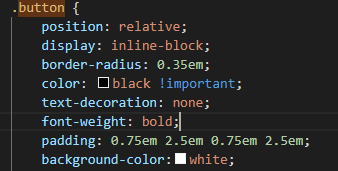 .button {
position: relative;
display: inline-block;
border-radius: 0.35em;
color: black !important;
text-decoration: none;
font-weight: bold;
padding: 0.75em 2.5em 0.75em 2.5em;
background-color: white;